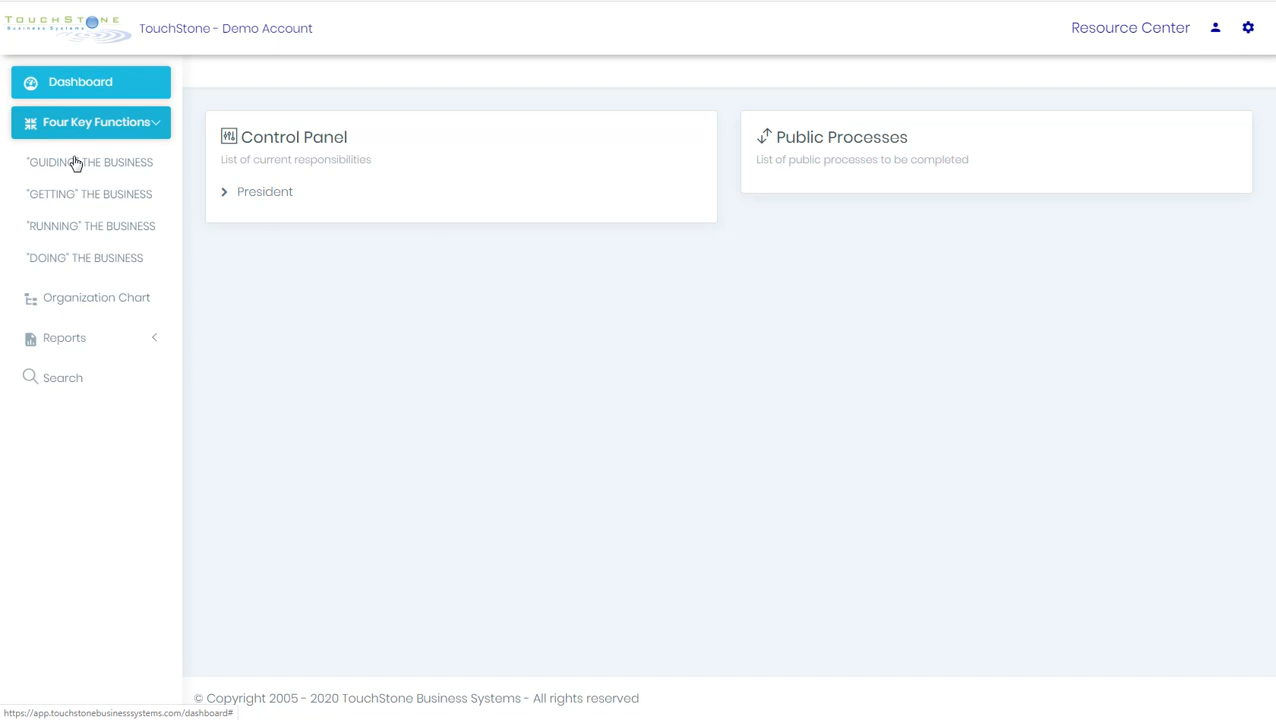 TOUCHSTONE
Business Systems
TouchStone - Demo Account
Resource Center
Dashboard
Four Key Functions
"GUIDING" THE BUSINESS
"GETTING" THE BUSINESS
"RUNNING" THE BUSINESS
"DOING" THE BUSINESS
Organization Chart
Reports
Search
Control Panel
List of current responsibilities
President
Public Processes
List of public processes to be completed
© Copyright 2005 - 2020 TouchStone Business Systems - All rights reserved
https://app.touchstonebusinesssystems.com/dashboard#